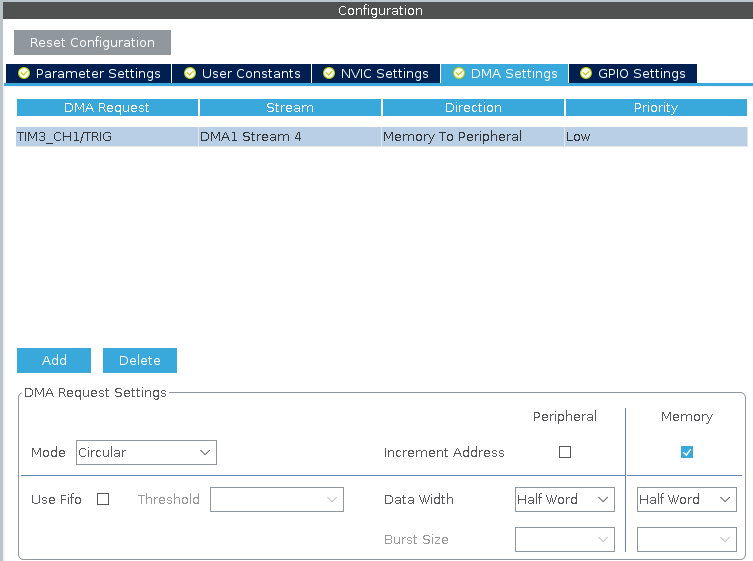 Configuration
Reset Configuration
Parameter Settings User Constants NVIC Settings DMA Settings GPIO Settings
DMA Request Stream Direction Priority
TIM3_CH1/TRIG DMA1 Stream 4 Memory To Peripheral Low
Add Delete
DMA Request Settings
Peripheral Memory
Mode Circular Increment Address
Use Fifo Threshold Data Width Half Word Half Word
Burst Size